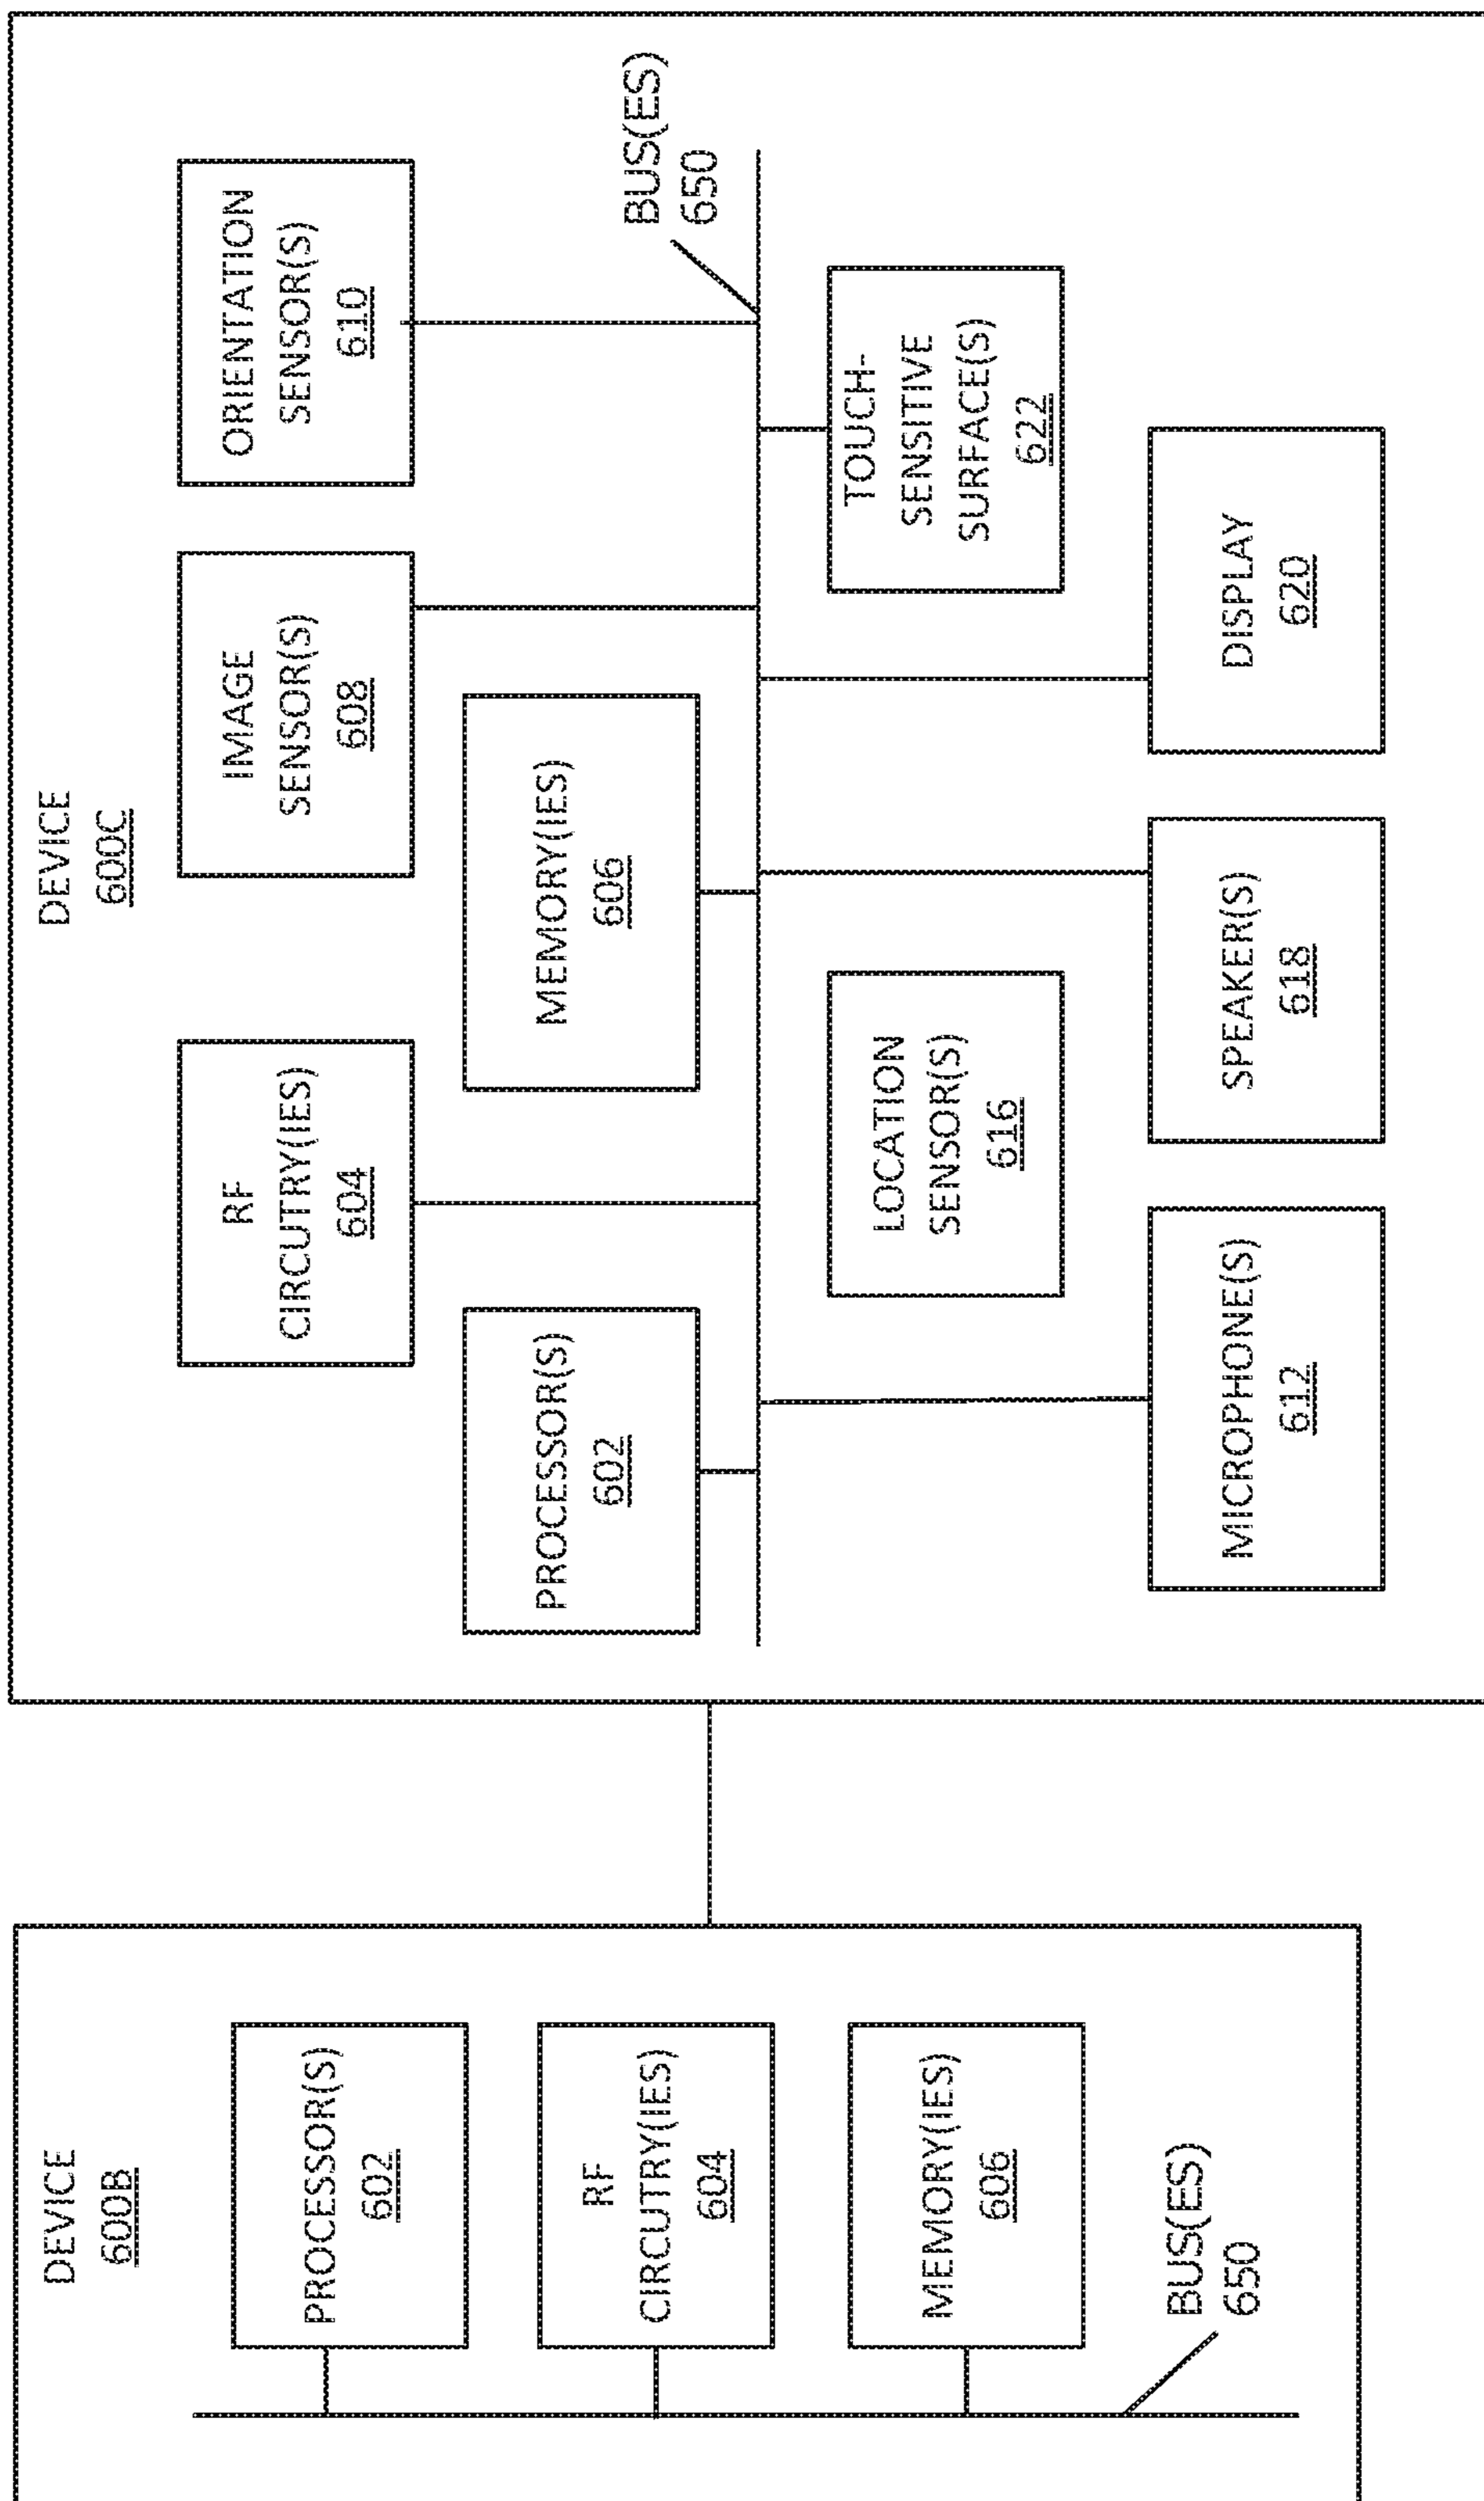 DEVICE
600B
PROCESSOR(S)
602
RF
CIRCUTRY(IES)
604
MEMORY(IES)
606
BUS(ES)
650
DEVICE
600C
RF
CIRCUTRY(IES)
604
IMAGE
SENSOR(S)
608
ORIENTATION
SENSOR(S)
610
PROCESSOR(S)
602
MEMORY(IES)
606
BUS(ES)
650
LOCATION
SENSOR(S)
616
TOUCH-
SENSITIVE
SURFACE(S)
622
MICROPHONE(S)
612
SPEAKER(S)
618
DISPLAY
620